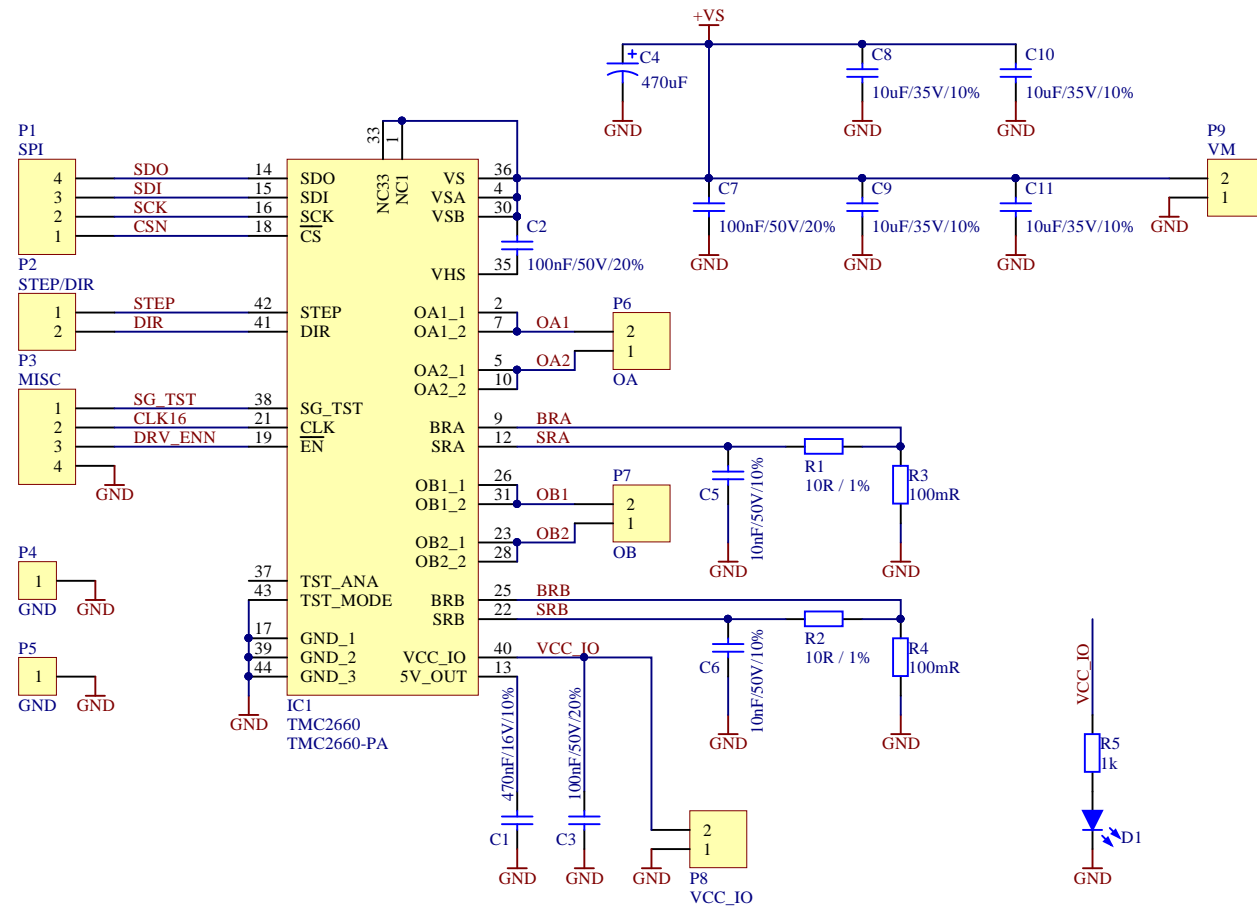 +VS
C4
470uF
GND
C8
10uF/35V/10%
GND
C10
10uF/35V/10%
GND
P1
SPI
4
3
2
1
SDO
SDI
SCK
CSN
14
15
16
18
P2
STEP/DIR
1
2
STEP
DIR
42
41
P3
MISC
1
2
3
4
SG_TST
CLK16
DRV_ENN
38
21
19
GND
P4
1
GND
GND
P5
1
GND
GND
37
43
17
39
44
GND
33
1
NC33
NC1
SDO
SDI
SCK
CS
STEP
DIR
SG_TST
CLK
EN
TST_ANA
TST_MODE
GND_1
GND_2
GND_3
VS
VSA
VSB
VHS
OA1_1
OA1_2
OA2_1
OA2_2
BRA
SRA
OB1_1
OB1_2
OB2_1
OB2_2
BRB
SRB
VCC_IO
5V_OUT
IC1
TMC2660
TMC2660-PA
36
4
30
35
C2
100nF/50V/20%
C7
100nF/50V/20%
GND
C9
10uF/35V/10%
GND
C11
10uF/35V/10%
GND
P9
VM
2
1
GND
2
7
5
10
OA1
OA2
P6
2
1
OA
9
12
BRA
SRA
C5
10nF/50V/10%
GND
R1
10R / 1%
R3
100mR
GND
26
31
23
28
OB1
OB2
P7
2
1
OB
25
22
BRB
SRB
C6
10nF/50V/10%
GND
R2
10R / 1%
R4
100mR
GND
40
13
VCC_IO
470nF/16V/10%
C1
GND
100nF/50V/20%
C3
GND
2
1
GND
P8
VCC_IO
VCC_IO
R5
1k
D1
GND